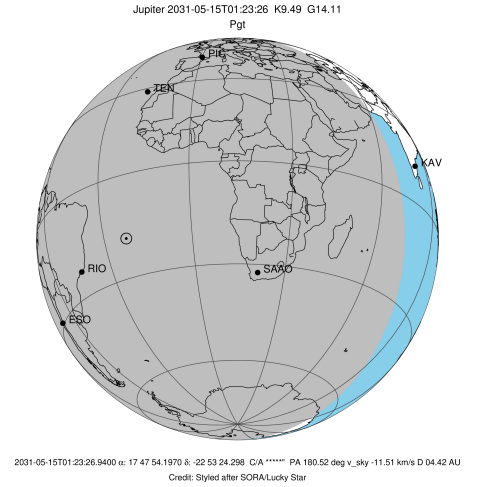 Jupiter 2031-05-15T01:23:26 K9.49 G14.11
Pgt
PIC
TEN
KAV
SAAO
RIO
ESO
2031-05-15T01:23:26.9400 α: 17 47 54.1970 δ: -22 53 24.298 C/A *****" PA 180.52 deg v_sky -11.51 km/s D 04.42 AU
Credit: Styled after SORA/Lucky Star